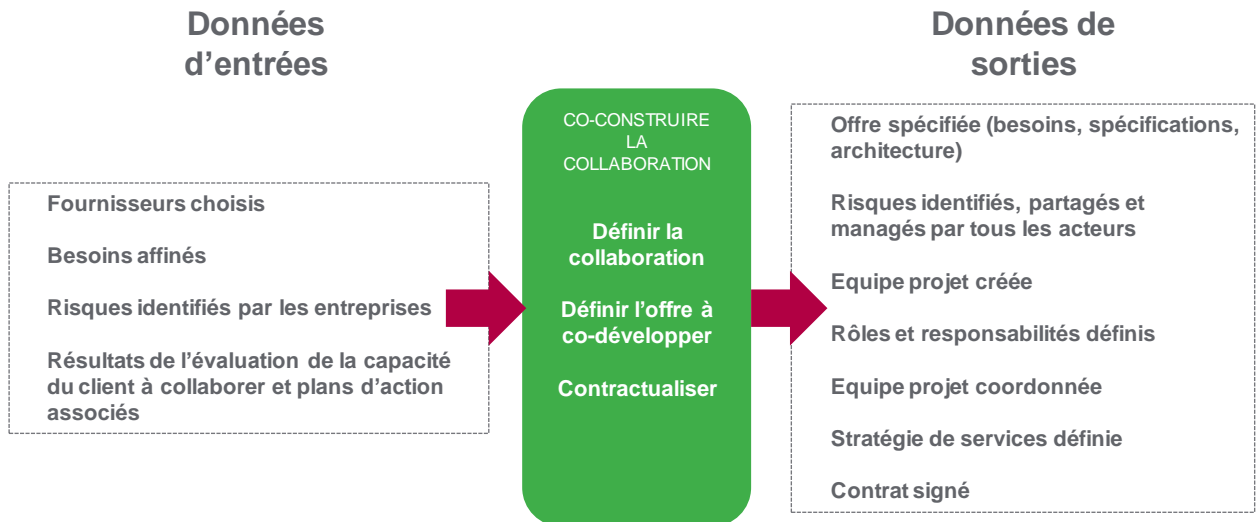 Données
d’entrées
Fournisseurs choisis
Besoins affinés
Risques identifiés par les entreprises
Résultats de l’évaluation de la capacité
du client à collaborer et plans d’action
associés
CO-CONSTRUIRE
LA
COLLABORATION
Définir la
collaboration
Définir l’offre à
co-développer
Contractualiser
Données de
sorties
Offre spécifiée (besoins, spécifications,
architecture)
Risques identifiés, partagés et
managés par tous les acteurs
Equipe projet créée
Rôles et responsabilités définis
Equipe projet coordonnée
Stratégie de services définie
Contrat signé